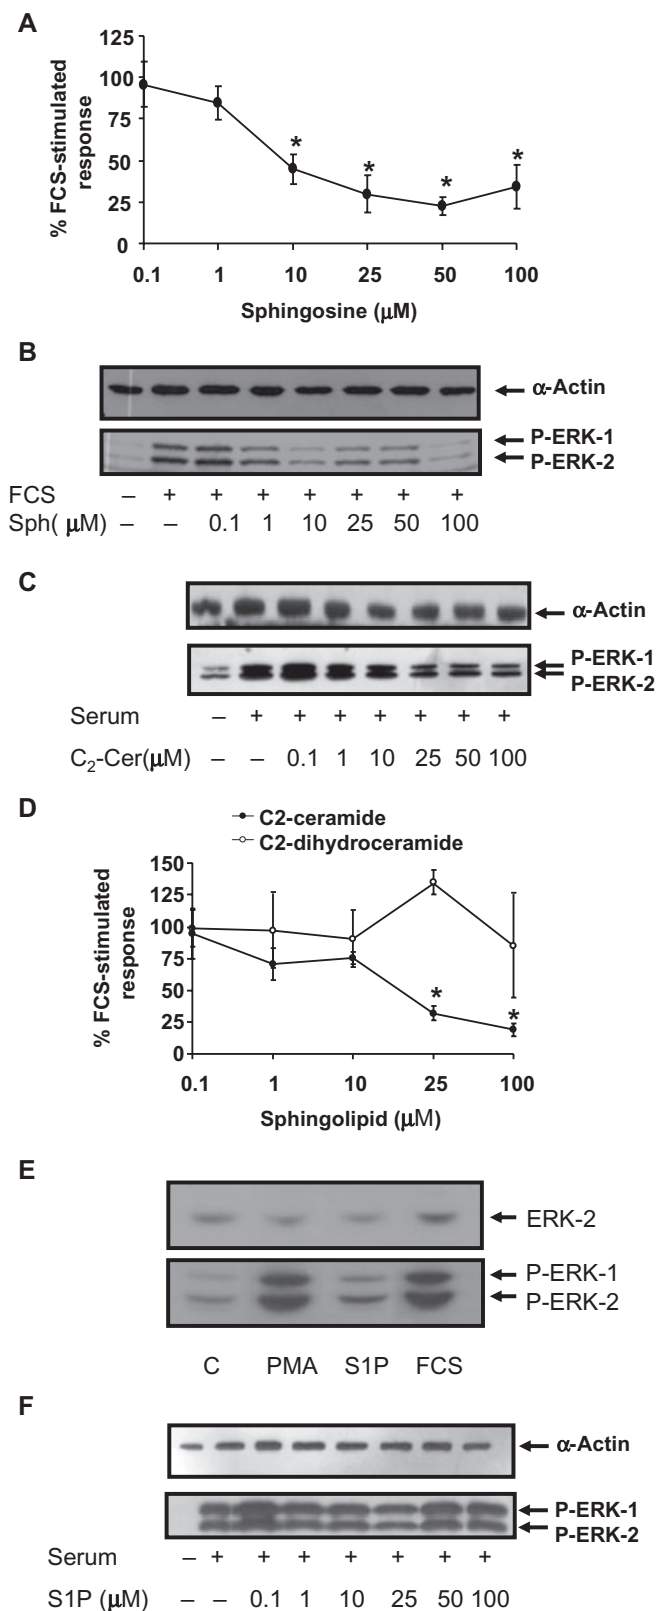 A
125
100
75
50
25
0
% FCS-stimulated
response
*
*
*
*
0.1 1 10 25 50 100
Sphingosine (μM)
B
α-Actin
P-ERK-1
P-ERK-2
FCS – + + + + + + +
Sph( μM) – – 0.1 1 10 25 50 100
C
α-Actin
P-ERK-1
P-ERK-2
Serum – + + + + + + +
C₂-Cer(μM) – – 0.1 1 10 25 50 100
D
C2-ceramide
C2-dihydroceramide
150
125
100
75
50
25
0
% FCS-stimulated
response
*
*
0.1 1 10 25 100
Sphingolipid (μM)
E
ERK-2
P-ERK-1
P-ERK-2
C PMA S1P FCS
F
α-Actin
P-ERK-1
P-ERK-2
Serum – + + + + + + +
S1P (μM) – – 0.1 1 10 25 50 100